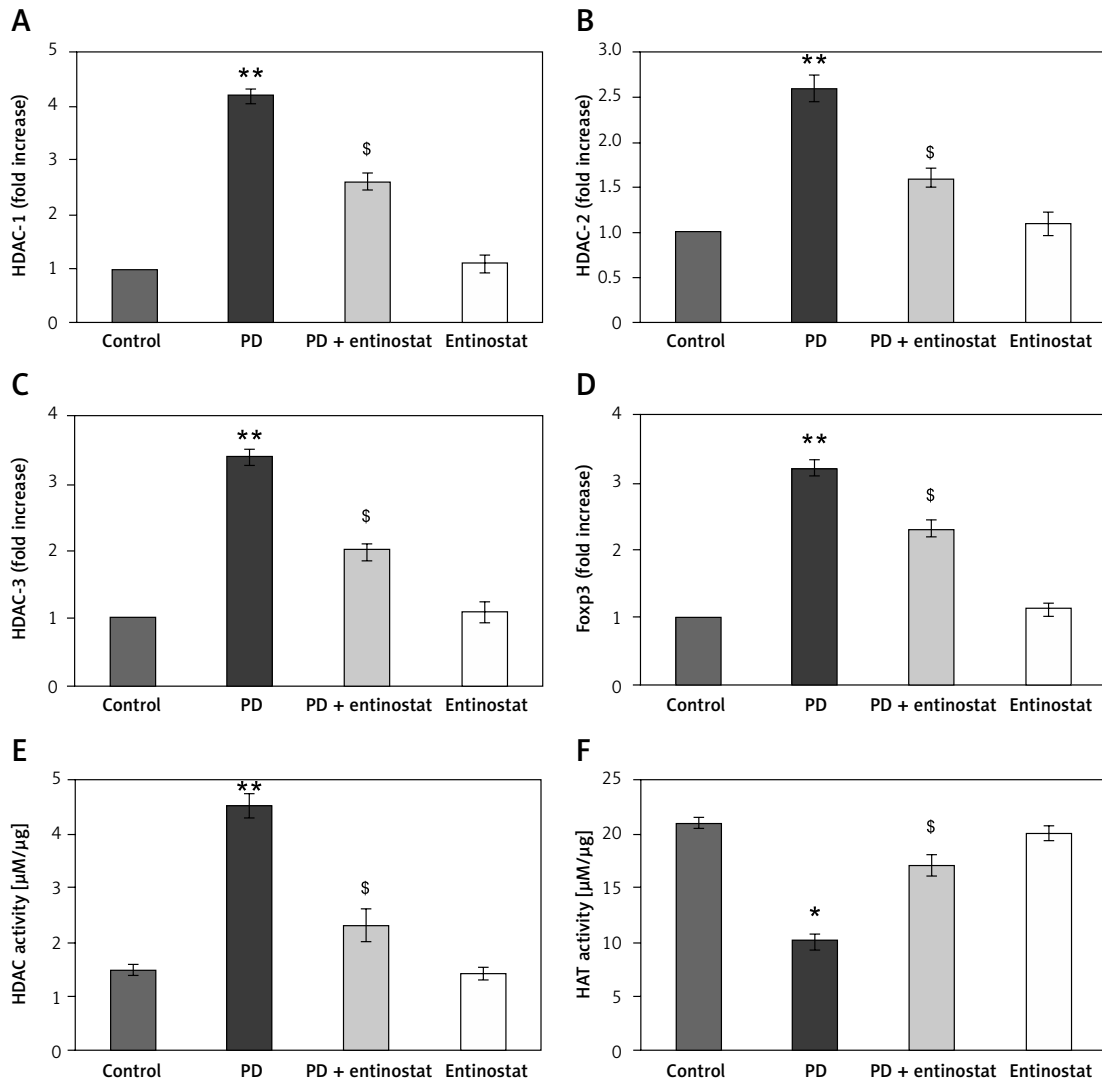 A
HDAC-1 (fold increase)
5
4
3
2
1
0
**
$
Control PD PD + entinostat Entinostat
B
HDAC-2 (fold increase)
3.0
2.5
2.0
1.5
1.0
0.5
0
**
$
Control PD PD + entinostat Entinostat
C
HDAC-3 (fold increase)
4
3
2
1
0
**
$
Control PD PD + entinostat Entinostat
D
Foxp3 (fold increase)
4
3
2
1
0
**
$
Control PD PD + entinostat Entinostat
E
HDAC activity [µM/µg]
5
4
3
2
1
0
**
$
Control PD PD + entinostat Entinostat
F
HAT activity [µM/µg]
25
20
15
10
5
0
*
$
Control PD PD + entinostat Entinostat